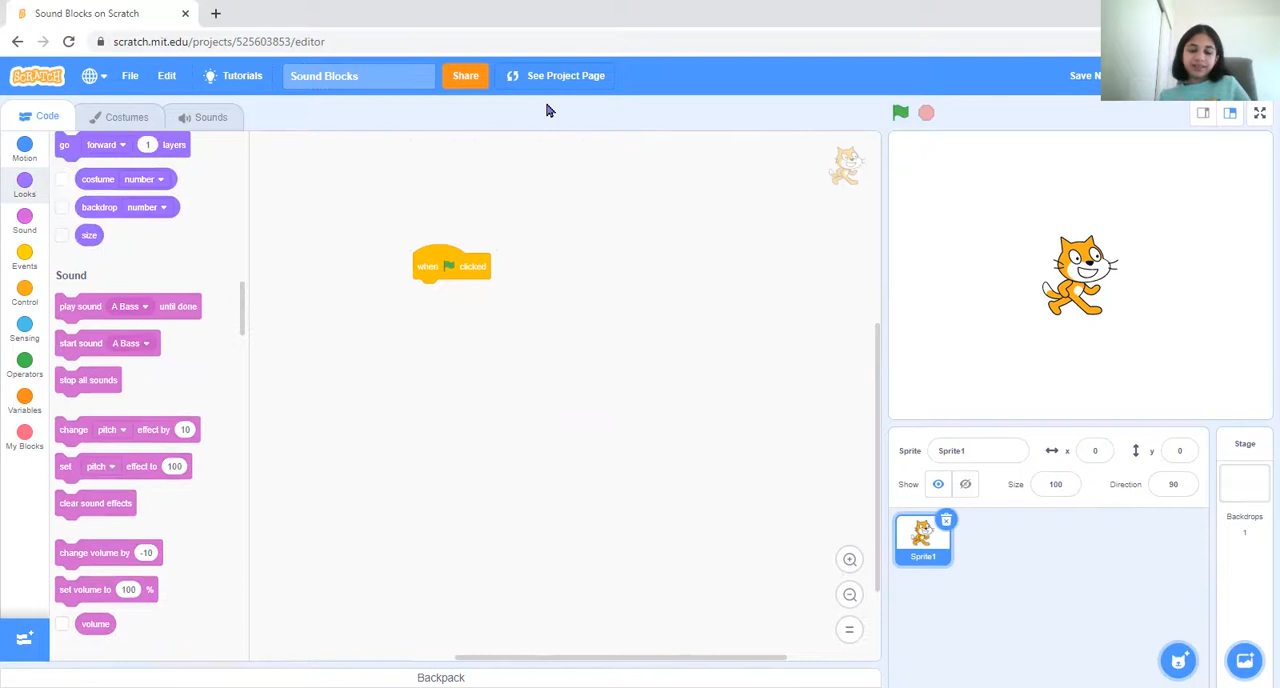 Sound Blocks on Scratch
scratch.mit.edu/projects/525603853/editor
SCRATCH
File
Edit
Tutorials
Sound Blocks
Share
See Project Page
Save N
Code
Costumes
Sounds
Motion
Looks
Sound
Events
Control
Sensing
Operators
Variables
My Blocks
go forward 1 layers
costume number
backdrop number
size
Sound
play sound A Bass until done
start sound A Bass
stop all sounds
change pitch effect by 10
set pitch effect to 100
clear sound effects
change volume by -10
set volume to 100 %
volume
when clicked
Backpack
Sprite Sprite1 x 0 y 0
Show Size 100 Direction 90
Sprite1
Stage
Backdrops
1